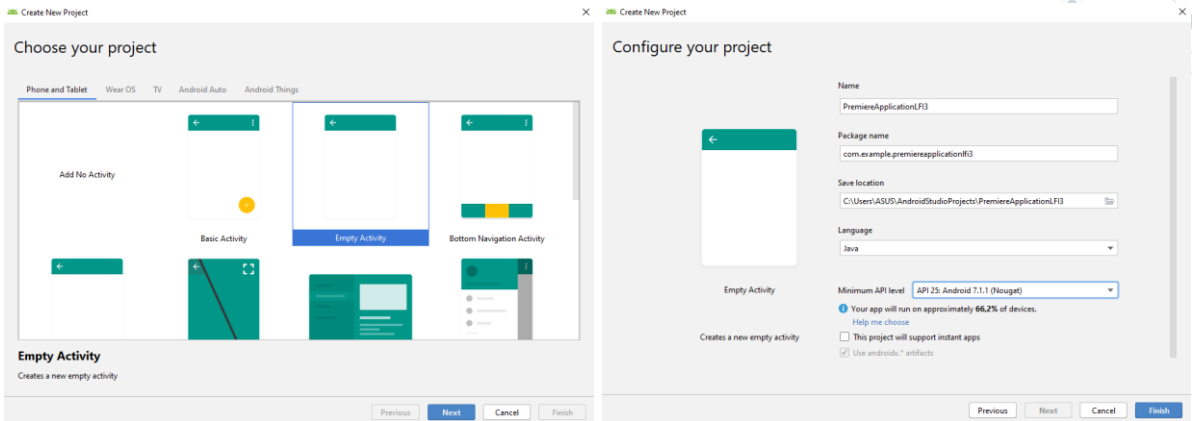 Create New Project
Choose your project
Phone and Tablet Wear OS TV Android Auto Android Things
Add No Activity
Basic Activity
Empty Activity
Bottom Navigation Activity
Empty Activity
Creates a new empty activity
Previous Next Cancel Finish
Create New Project
Configure your project
Name
PremiereApplicationLFI3
Package name
com.example.premiereapplicationlfi3
Save location
C:\Users\ASUS\AndroidStudioProjects\PremiereApplicationLFI3
Language
Java
Empty Activity
Minimum API level API 25: Android 7.1.1 (Nougat)
Your app will run on approximately 66,2% of devices.
Help me choose
Creates a new empty activity
This project will support instant apps
Use androidx.* artifacts
Previous Next Cancel Finish